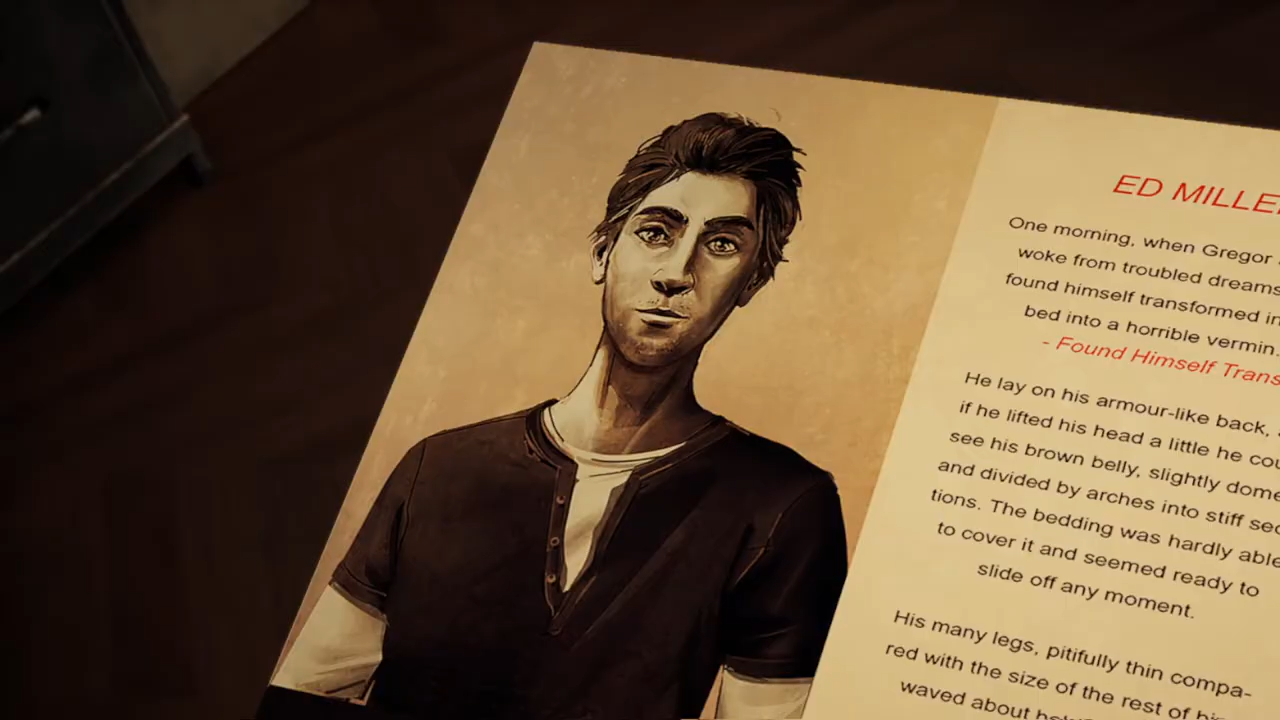 ED MILLE
One morning, when Gregor
woke from troubled dreams
found himself transformed in
bed into a horrible vermin.
- Found Himself Trans
He lay on his armour-like back,
if he lifted his head a little he cou
see his brown belly, slightly dome
and divided by arches into stiff sec
tions. The bedding was hardly able
to cover it and seemed ready to
slide off any moment.
His many legs, pitifully thin compa-
red with the size of the rest of
waved about